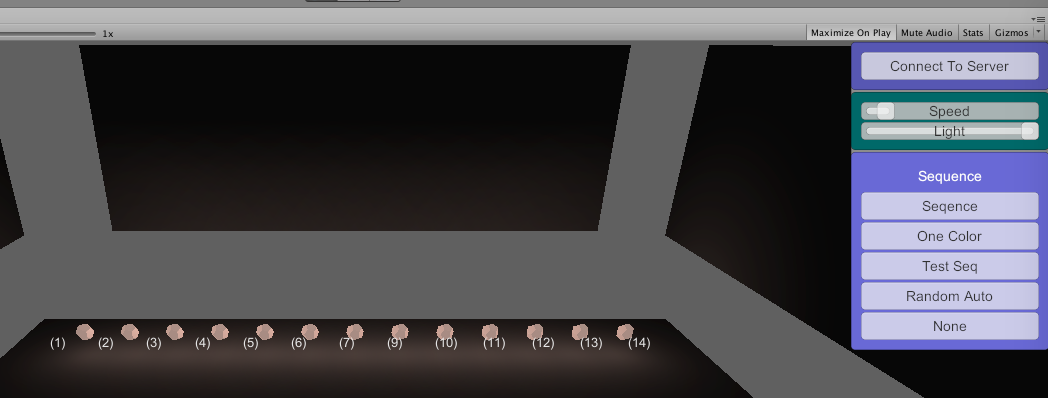 1x Maximize On Play Mute Audio Stats Gizmos
Connect To Server
Speed
Light
Sequence
Seqence
One Color
Test Seq
Random Auto
None
(1) (2) (3) (4) (5) (6) (7) (9) (10) (11) (12) (13) (14)